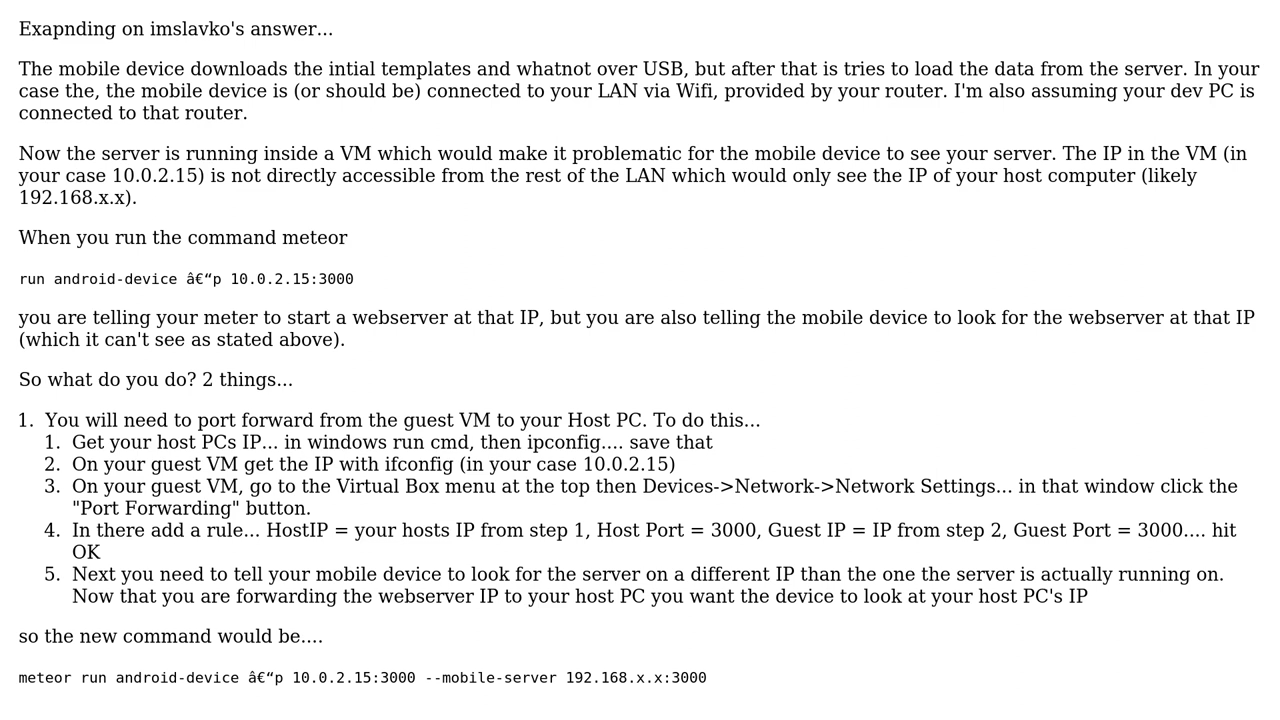 Exapnding on imslavko's answer...
The mobile device downloads the intial templates and whatnot over USB, but after that is tries to load the data from the server. In your
case the, the mobile device is (or should be) connected to your LAN via Wifi, provided by your router. I'm also assuming your dev PC is
connected to that router.
Now the server is running inside a VM which would make it problematic for the mobile device to see your server. The IP in the VM (in
your case 10.0.2.15) is not directly accessible from the rest of the LAN which would only see the IP of your host computer (likely
192.168.x.x).
When you run the command meteor
run android-device â€“p 10.0.2.15:3000
you are telling your meter to start a webserver at that IP, but you are also telling the mobile device to look for the webserver at that IP
(which it can't see as stated above).
So what do you do? 2 things...
1. You will need to port forward from the guest VM to your Host PC. To do this...
1. Get your host PCs IP... in windows run cmd, then ipconfig.... save that
2. On your guest VM get the IP with ifconfig (in your case 10.0.2.15)
3. On your guest VM, go to the Virtual Box menu at the top then Devices->Network->Network Settings... in that window click the
"Port Forwarding" button.
4. In there add a rule... HostIP = your hosts IP from step 1, Host Port = 3000, Guest IP = IP from step 2, Guest Port = 3000.... hit
OK
5. Next you need to tell your mobile device to look for the server on a different IP than the one the server is actually running on.
Now that you are forwarding the webserver IP to your host PC you want the device to look at your host PC's IP
so the new command would be....
meteor run android-device â€“p 10.0.2.15:3000 --mobile-server 192.168.x.x:3000